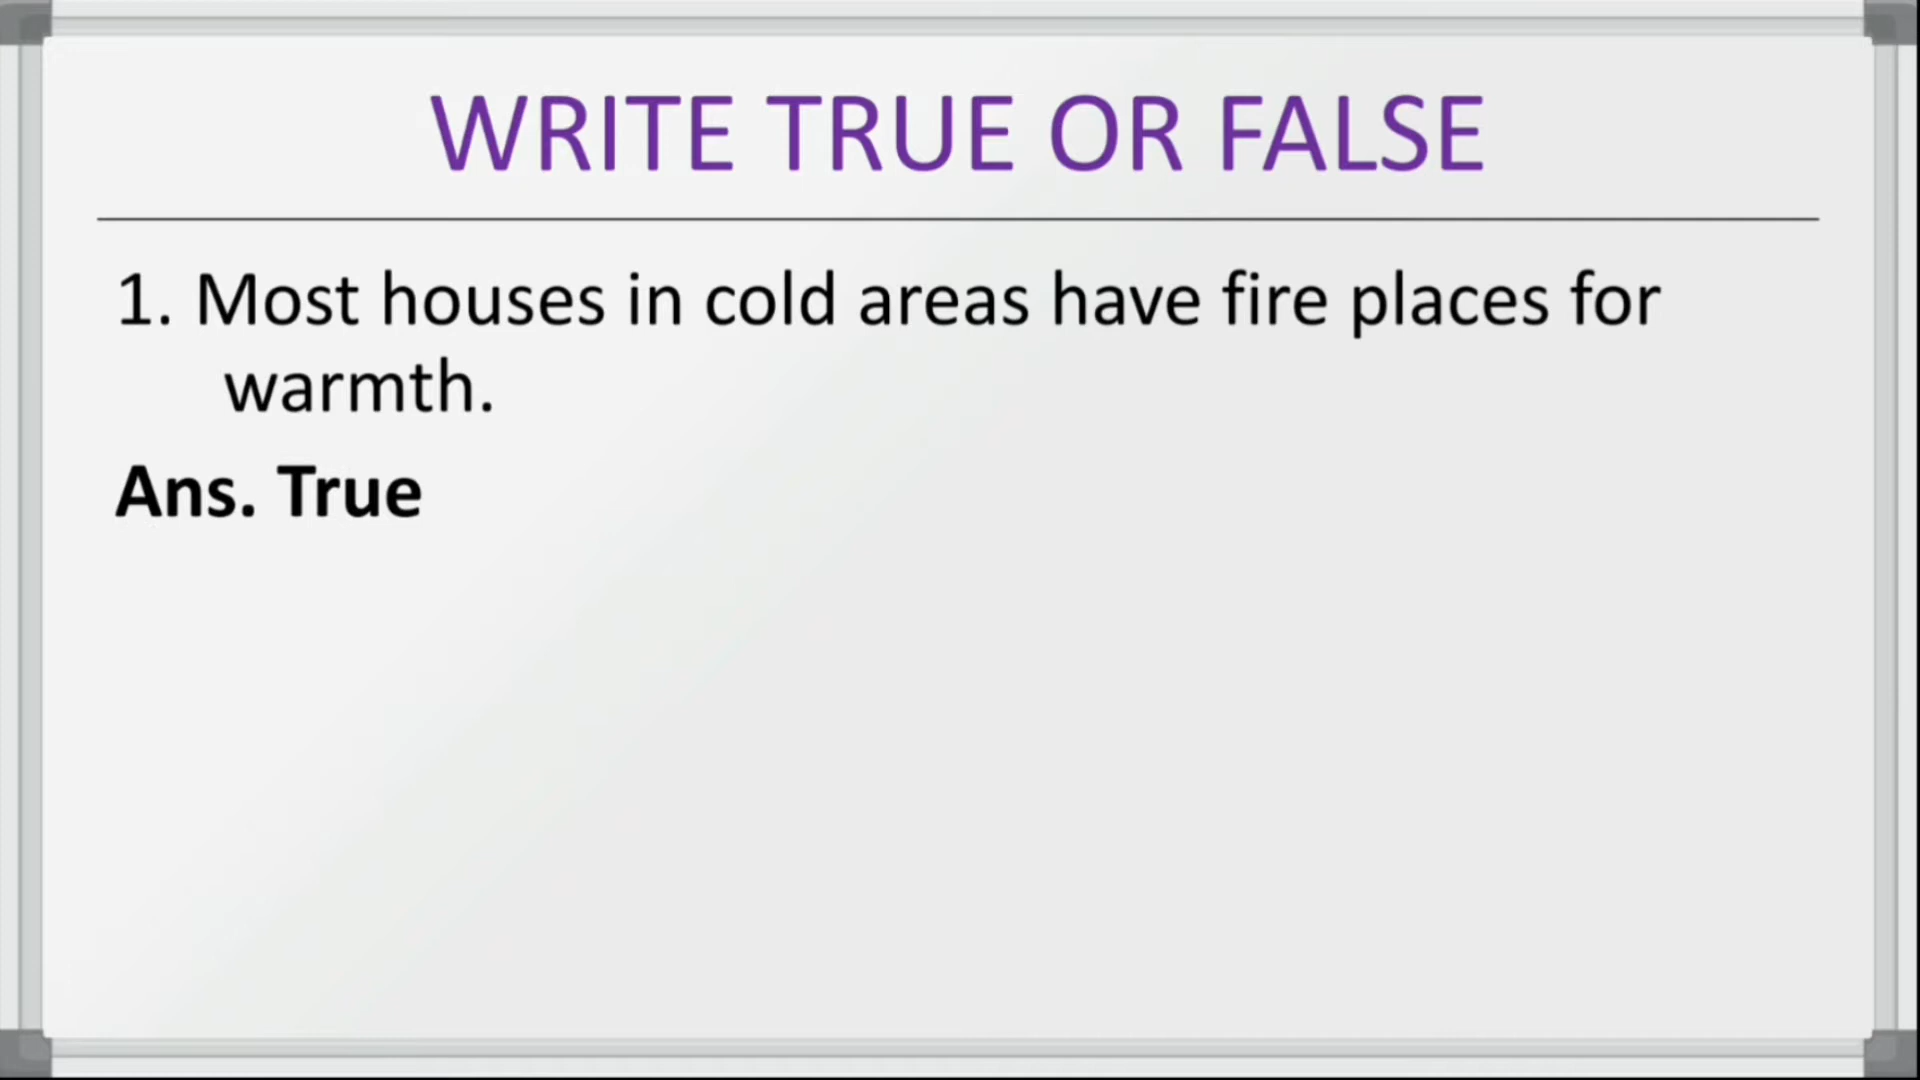 WRITE TRUE OR FALSE
1. Most houses in cold areas have fire places for
warmth.
Ans. True